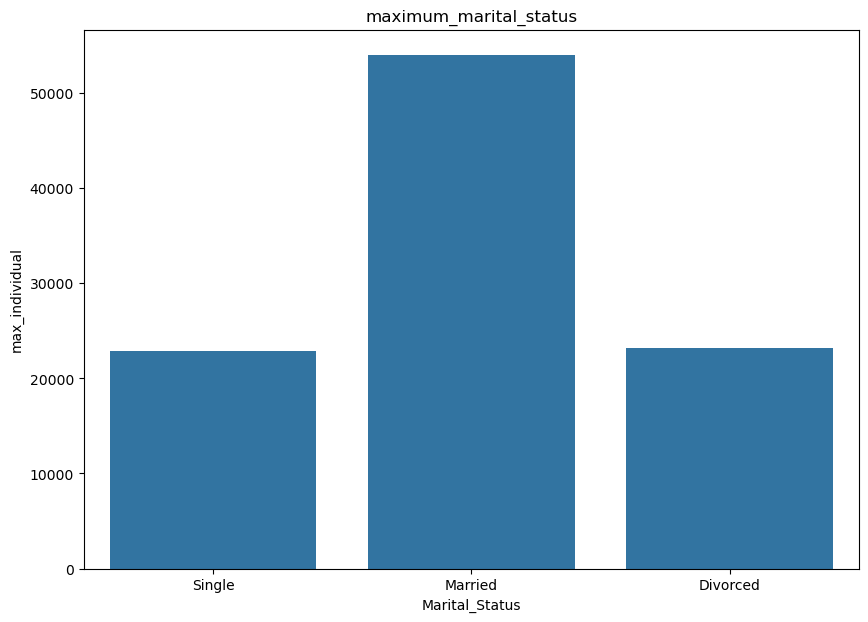 maximum_marital_status
max_individual
50000
40000
30000
20000
10000
0
Single
Married
Divorced
Marital_Status